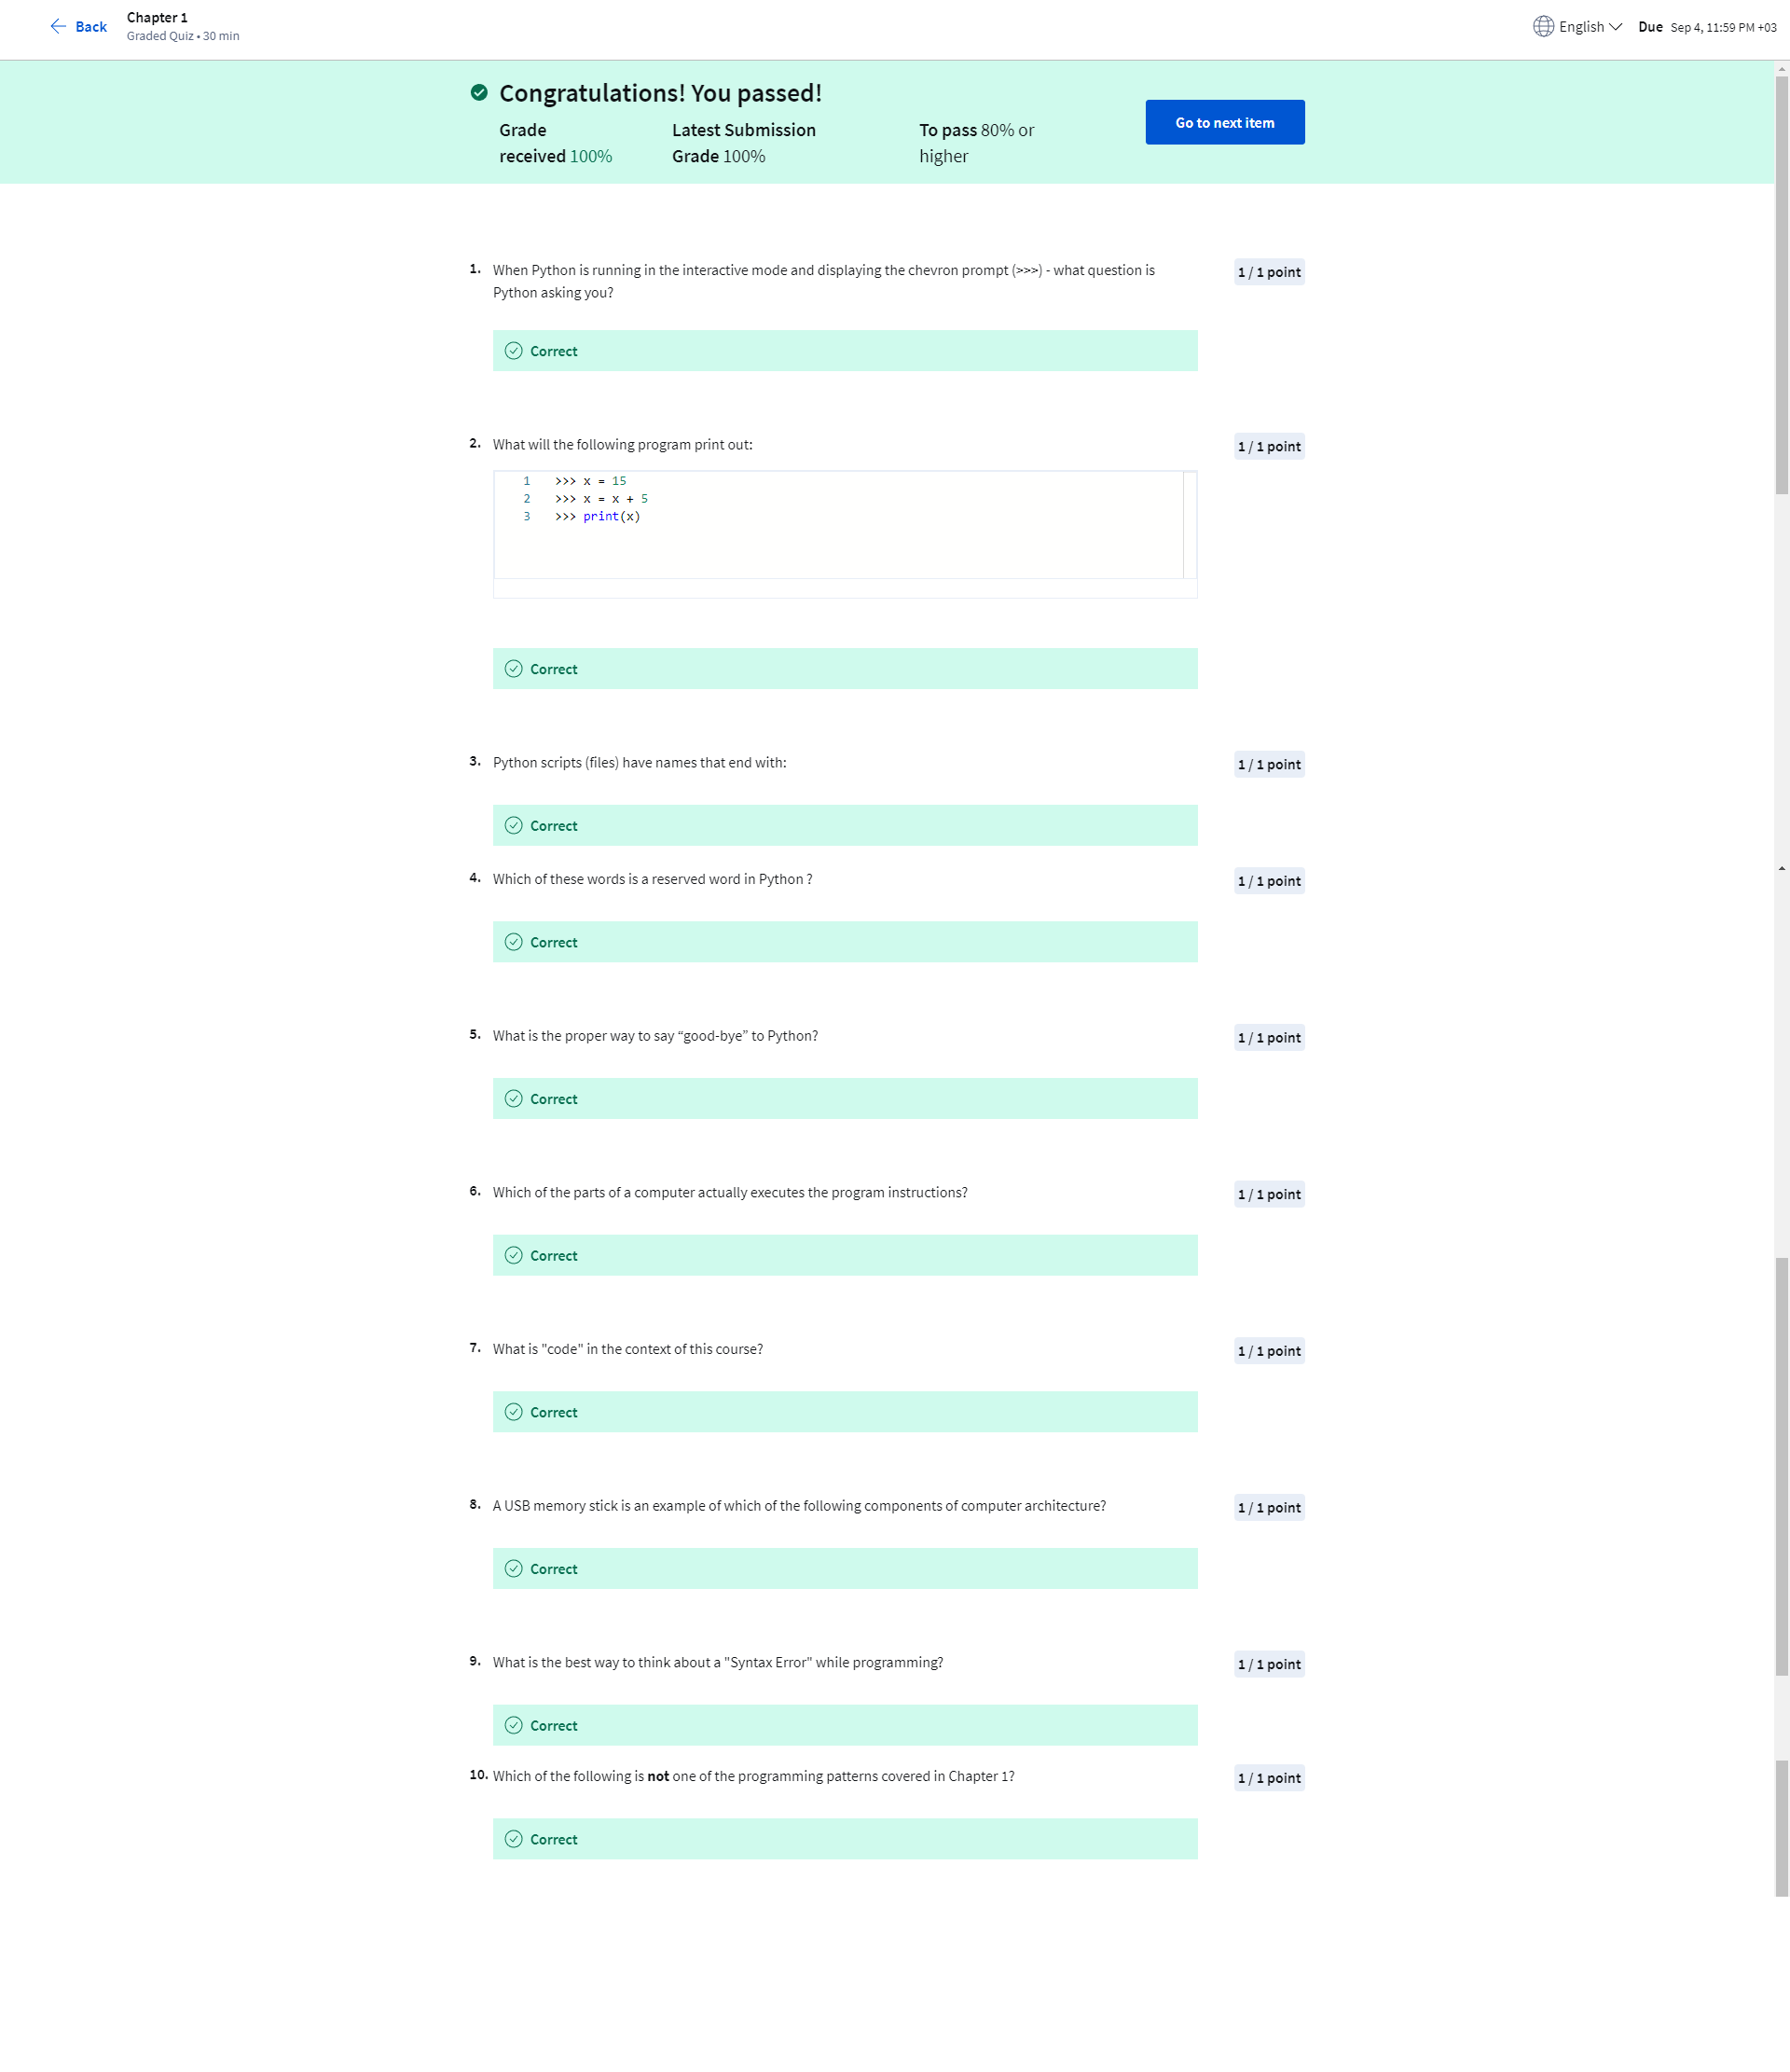 Back
Chapter 1
Graded Quiz • 30 min
English
Due Sep 4, 11:59 PM +03
Congratulations! You passed!
Grade
received 100%
Latest Submission
Grade 100%
To pass 80% or
higher
Go to next item
1. When Python is running in the interactive mode and displaying the chevron prompt (>>>) - what question is
Python asking you?
1 / 1 point
Correct
2. What will the following program print out:
1 / 1 point
1 >>> x = 15
2 >>> x = x + 5
3 >>> print(x)
Correct
3. Python scripts (files) have names that end with:
1 / 1 point
Correct
4. Which of these words is a reserved word in Python ?
1 / 1 point
Correct
5. What is the proper way to say “good-bye” to Python?
1 / 1 point
Correct
6. Which of the parts of a computer actually executes the program instructions?
1 / 1 point
Correct
7. What is "code" in the context of this course?
1 / 1 point
Correct
8. A USB memory stick is an example of which of the following components of computer architecture?
1 / 1 point
Correct
9. What is the best way to think about a "Syntax Error" while programming?
1 / 1 point
Correct
10. Which of the following is not one of the programming patterns covered in Chapter 1?
1 / 1 point
Correct